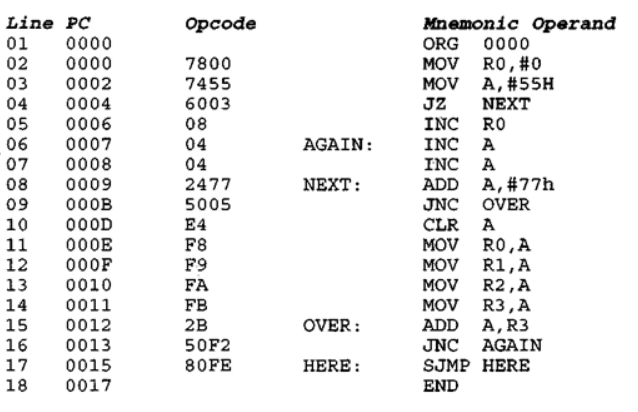 Line PC Opcode Mnemonic Operand
01 0000 ORG 0000
02 0000 7800 MOV R0,#0
03 0002 7455 MOV A,#55H
04 0004 6003 JZ NEXT
05 0006 08 INC R0
06 0007 04 AGAIN: INC A
07 0008 04 INC A
08 0009 2477 NEXT: ADD A,#77h
09 000B 5005 JNC OVER
10 000D E4 CLR A
11 000E F8 MOV R0,A
12 000F F9 MOV R1,A
13 0010 FA MOV R2,A
14 0011 FB MOV R3,A
15 0012 2B OVER: ADD A,R3
16 0013 50F2 JNC AGAIN
17 0015 80FE HERE: SJMP HERE
18 0017 END